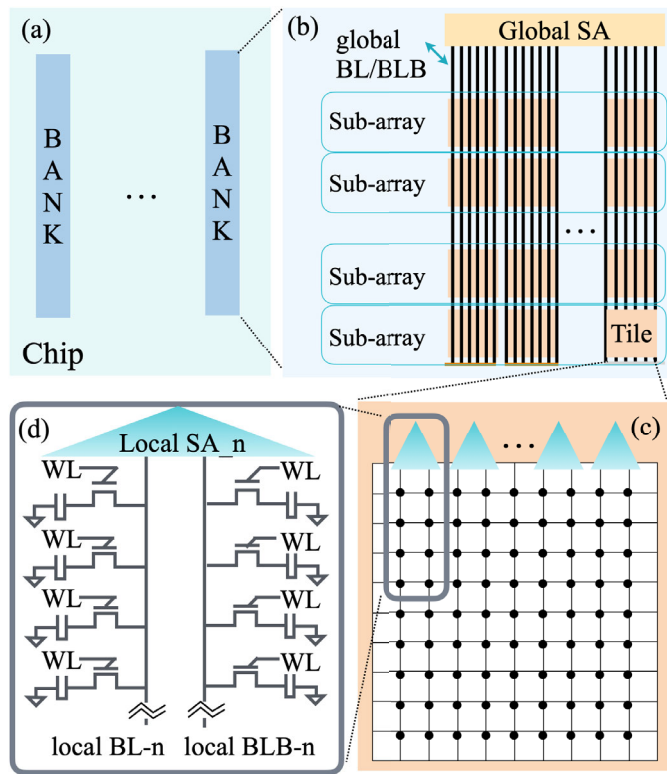 (a)
B
A
N
K
...
B
A
N
K
Chip
(b)
Global SA
global
BL/BLB
Sub-array
Sub-array
...
Sub-array
Sub-array
Tile
(d)
Local SA_n
WL
WL
WL
WL
WL
WL
WL
WL
local BL-n
local BLB-n
(c)
...